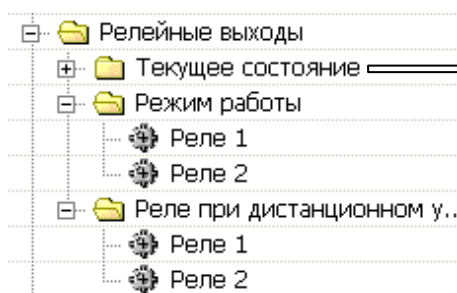 Релейные выходы
Текущее состояние
Режим работы
Реле 1
Реле 2
Реле при дистанционном у..
Реле 1
Реле 2